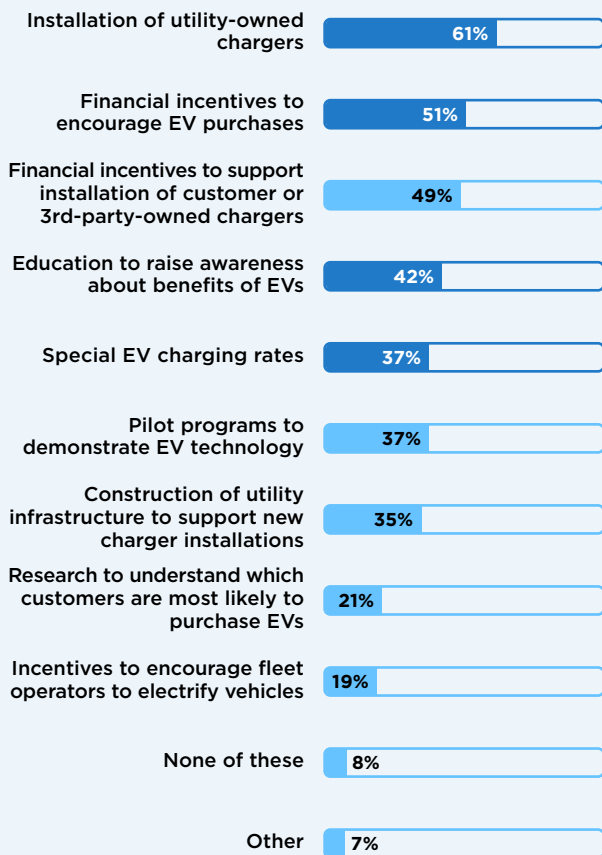 Installation of utility-owned
chargers
61%
Financial incentives to
encourage EV purchases
51%
Financial incentives to support
installation of customer or
3rd-party-owned chargers
49%
Education to raise awareness
about benefits of EVs
42%
Special EV charging rates
37%
Pilot programs to
demonstrate EV technology
37%
Construction of utility
infrastructure to support new
charger installations
35%
Research to understand which
customers are most likely to
purchase EVs
21%
Incentives to encourage fleet
operators to electrify vehicles
19%
None of these
8%
Other
7%